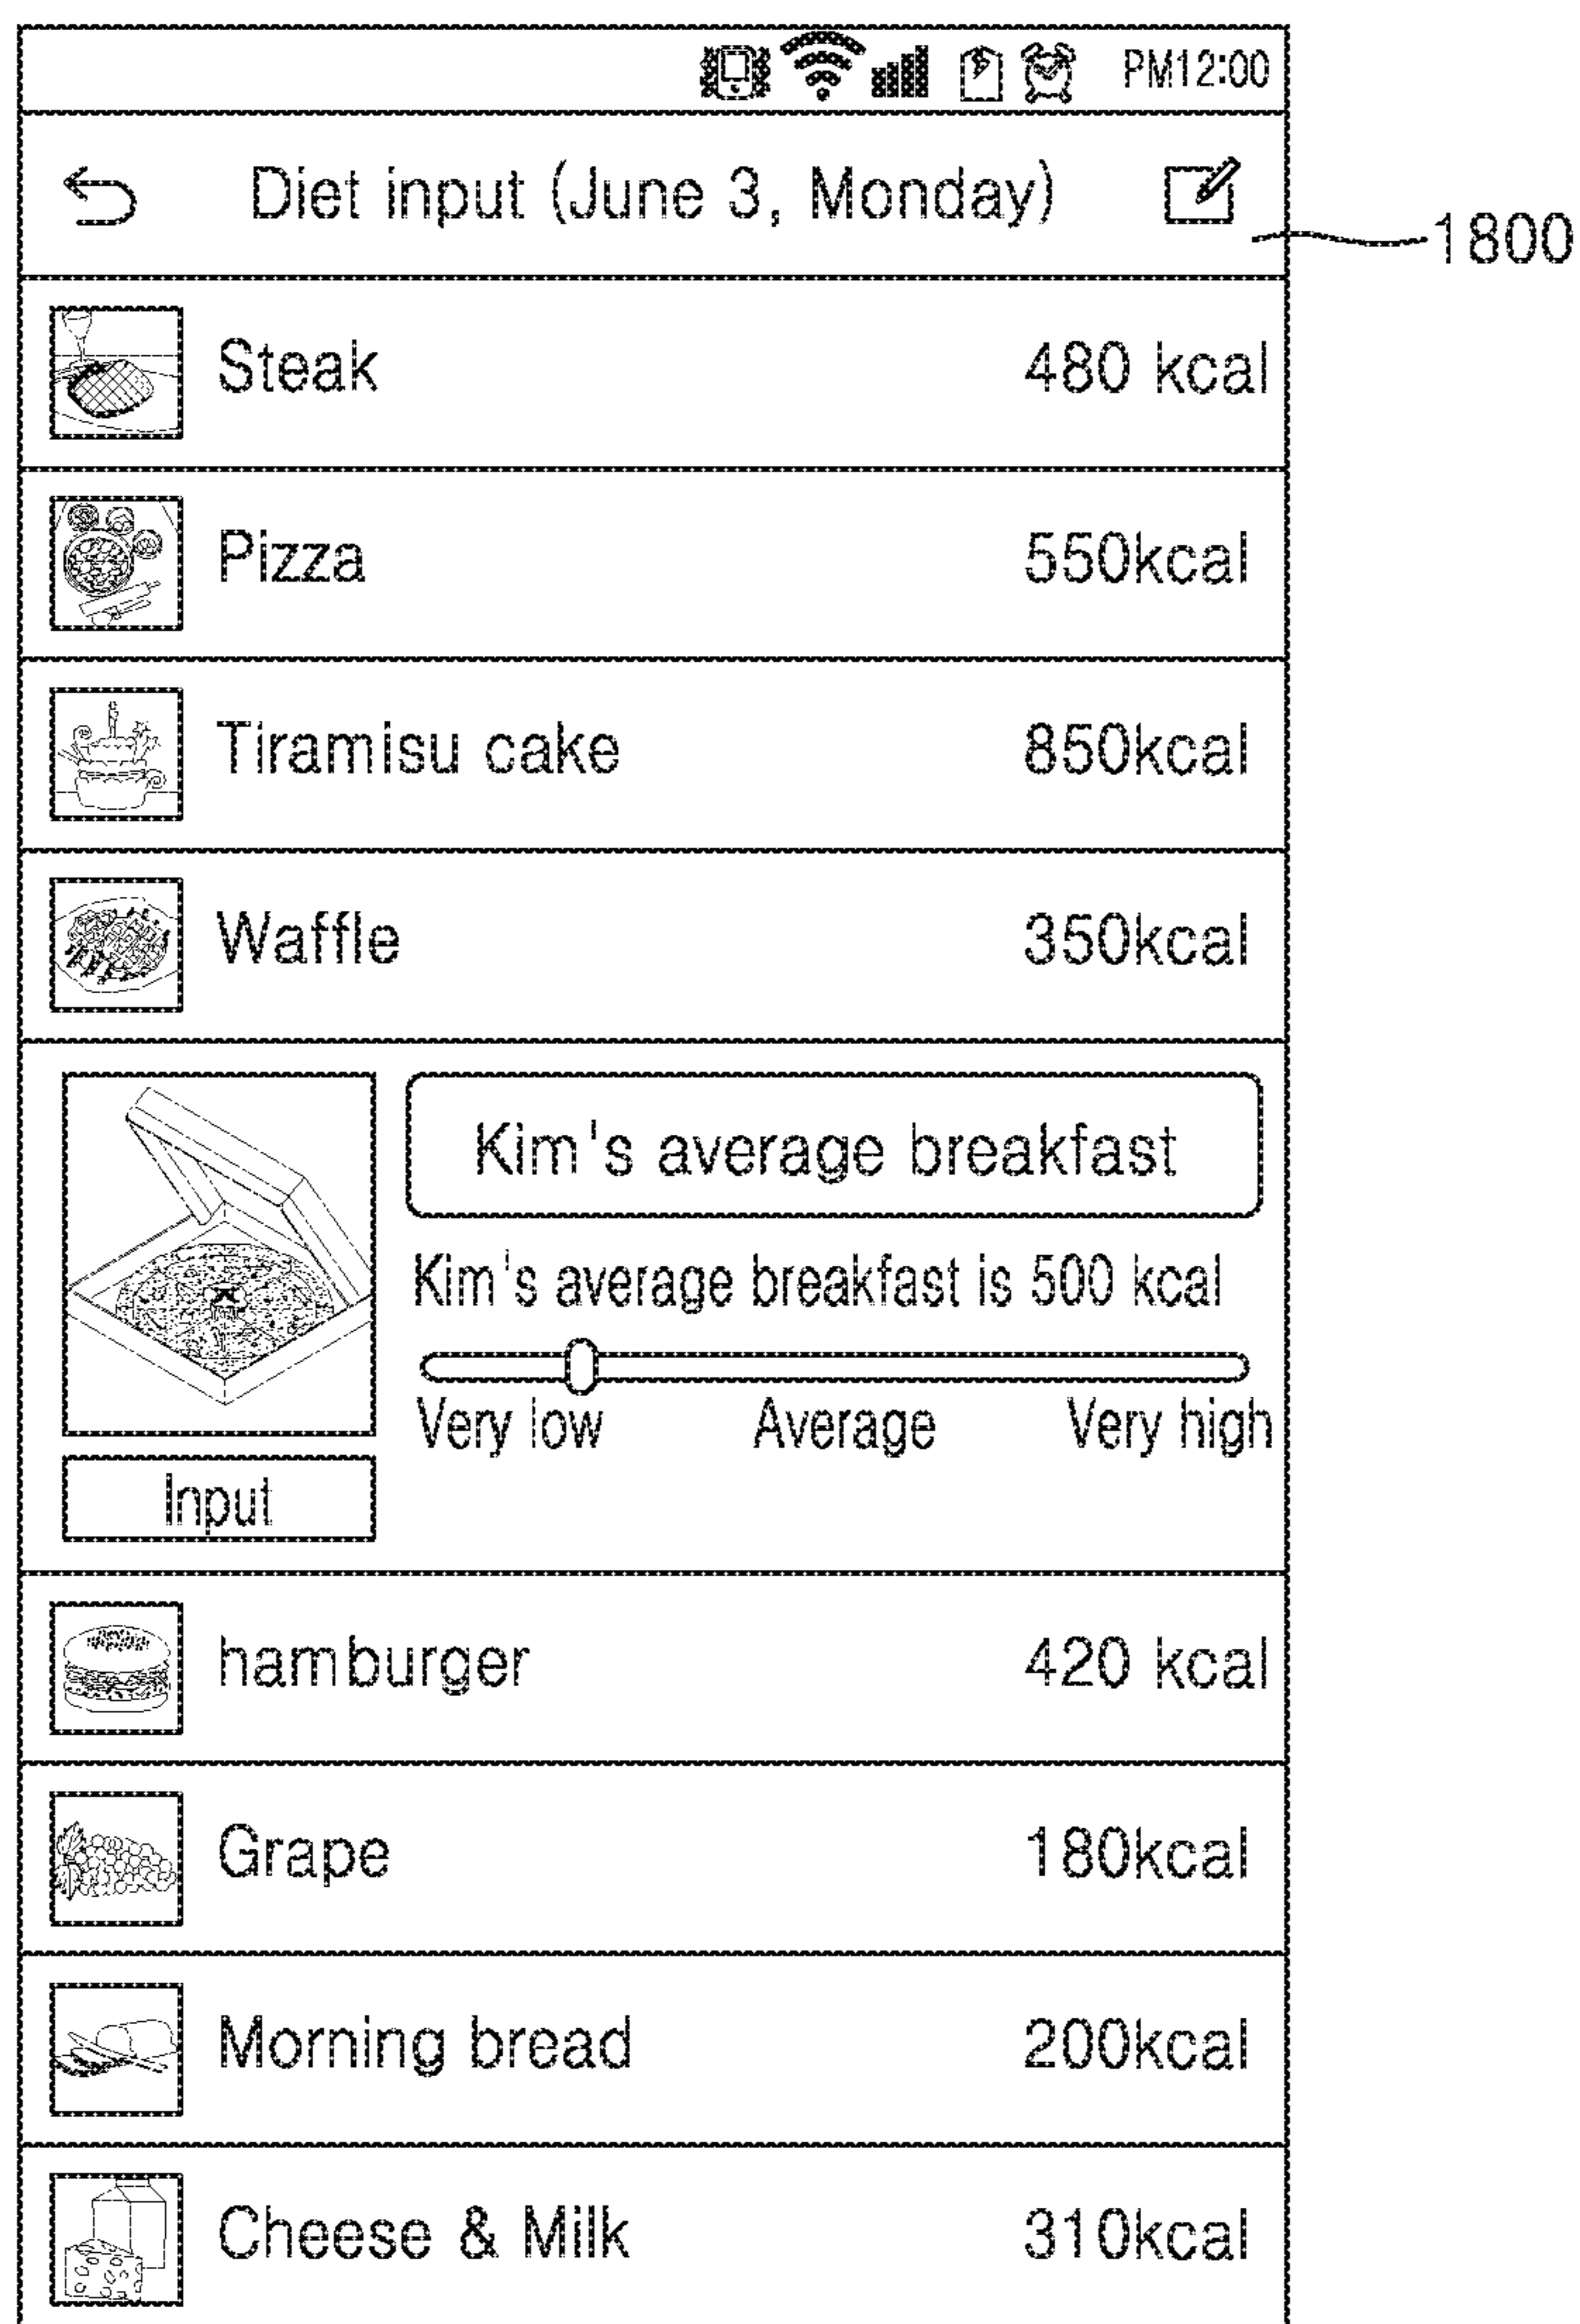 PM12:00
Diet input (June 3, Monday)
1800
Steak 480 kcal
Pizza 550kcal
Tiramisu cake 850kcal
Waffle 350kcal
Kim's average breakfast
Kim's average breakfast is 500 kcal
Very low Average Very high
Input
hamburger 420 kcal
Grape 180kcal
Morning bread 200kcal
Cheese & Milk 310kcal